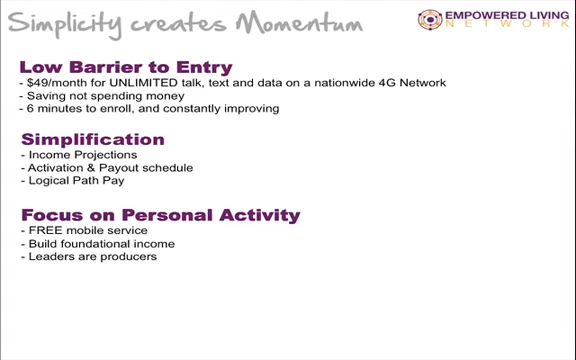 Simplicity creates Momentum
EMPOWERED LIVING
NETWORK
Low Barrier to Entry
- $49/month for UNLIMITED talk, text and data on a nationwide 4G Network
- Saving not spending money
- 6 minutes to enroll, and constantly improving
Simplification
- Income Projections
- Activation & Payout schedule
- Logical Path Pay
Focus on Personal Activity
- FREE mobile service
- Build foundational income
- Leaders are producers